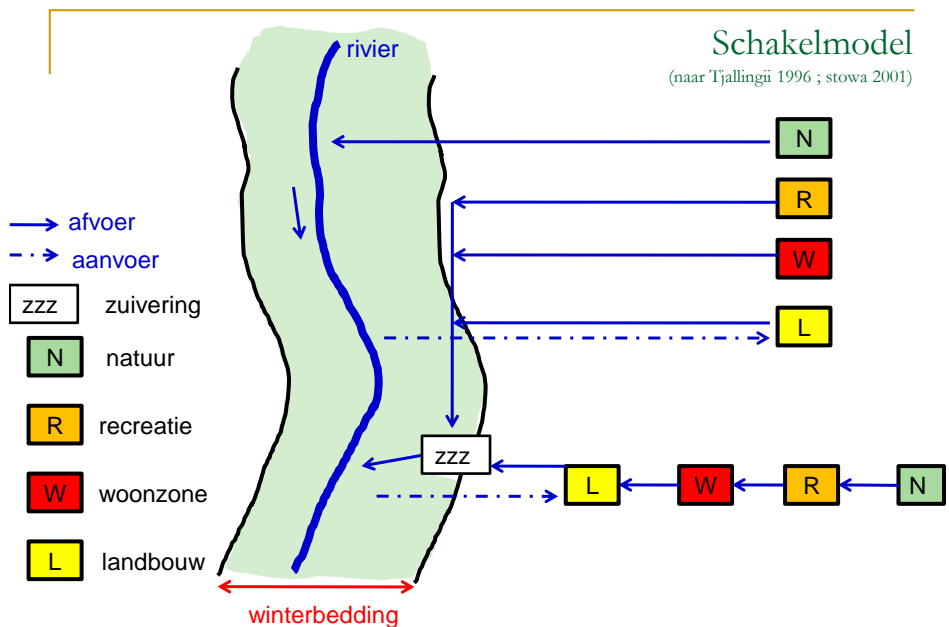 Schakelmodel
(naar Tjallingii 1996 ; stowa 2001)
rivier
N
R
W
L
afvoer
aanvoer
zzz zuivering
N natuur
R recreatie
W woonzone
L landbouw
zzz
L W R N
winterbedding